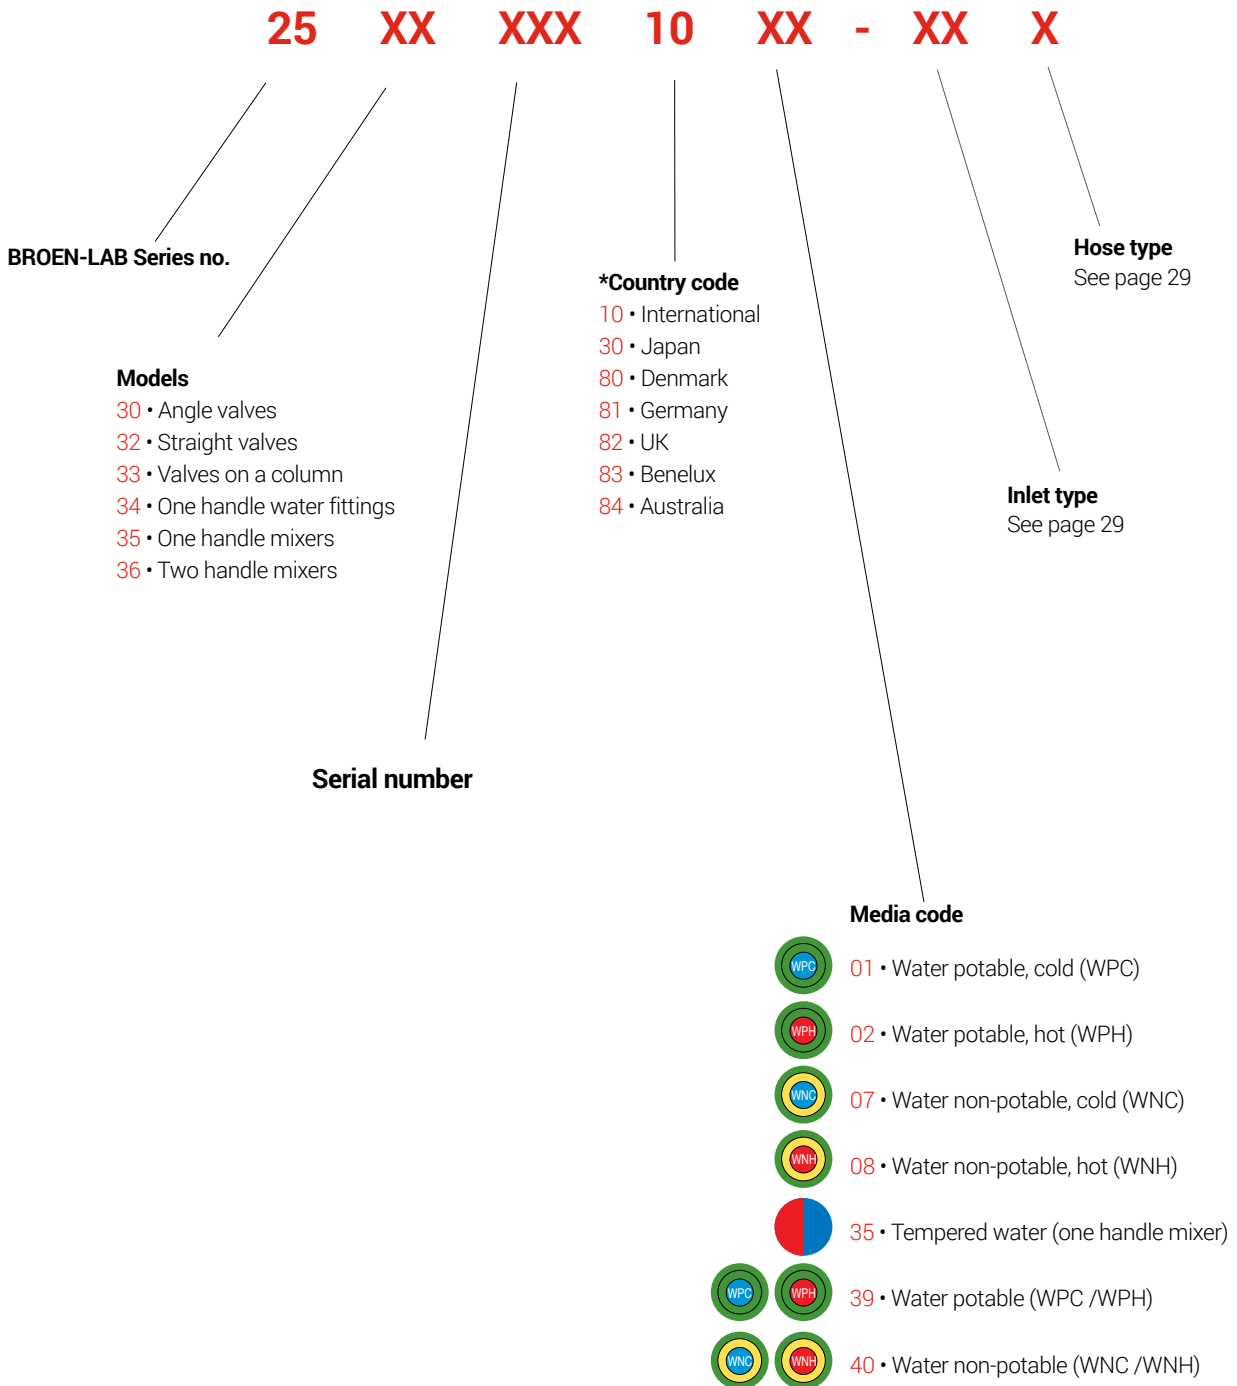 25 XX XXX 10 XX - XX X
BROEN-LAB Series no.
Models
30 • Angle valves
32 • Straight valves
33 • Valves on a column
34 • One handle water fittings
35 • One handle mixers
36 • Two handle mixers
Serial number
*Country code
10 • International
30 • Japan
80 • Denmark
81 • Germany
82 • UK
83 • Benelux
84 • Australia
Hose type
See page 29
Inlet type
See page 29
Media code
WPC 01 • Water potable, cold (WPC)
WPH 02 • Water potable, hot (WPH)
WNC 07 • Water non-potable, cold (WNC)
WNH 08 • Water non-potable, hot (WNH)
35 • Tempered water (one handle mixer)
WPC WPH 39 • Water potable (WPC /WPH)
WNC WNH 40 • Water non-potable (WNC /WNH)